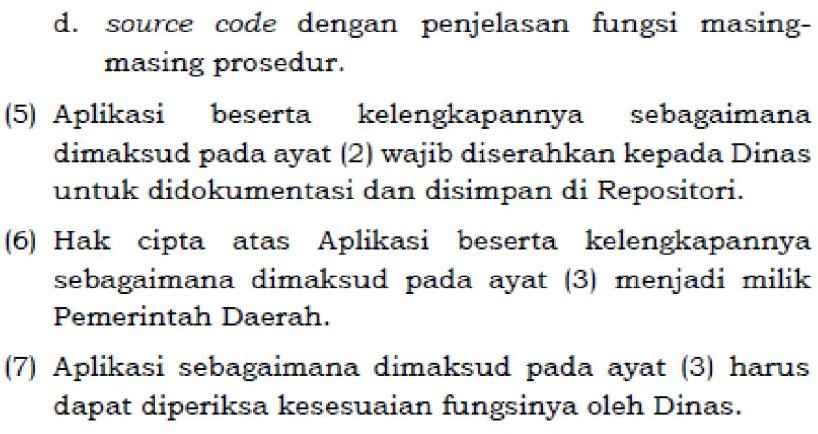 d. source code dengan penjelasan fungsi masing-
masing prosedur.
(5) Aplikasi beserta kelengkapannya sebagaimana
dimaksud pada ayat (2) wajib diserahkan kepada Dinas
untuk didokumentasi dan disimpan di Repositori.
(6) Hak cipta atas Aplikasi beserta kelengkapannya
sebagaimana dimaksud pada ayat (3) menjadi milik
Pemerintah Daerah.
(7) Aplikasi sebagaimana dimaksud pada ayat (3) harus
dapat diperiksa kesesuaian fungsinya oleh Dinas.